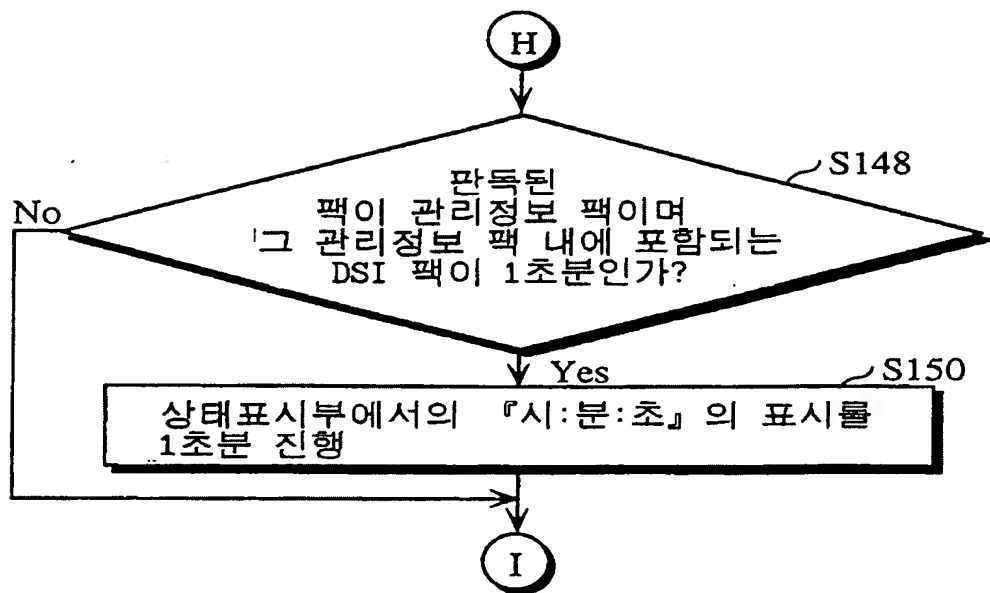 H
S148
판독된
팩이 관리정보 팩이며
그 관리정보 팩 내에 포함되는
DSI 팩이 1초분인가?
No
Yes
S150
상태표시부에서의 『시:분:초』의 표시를
1초분 진행
I